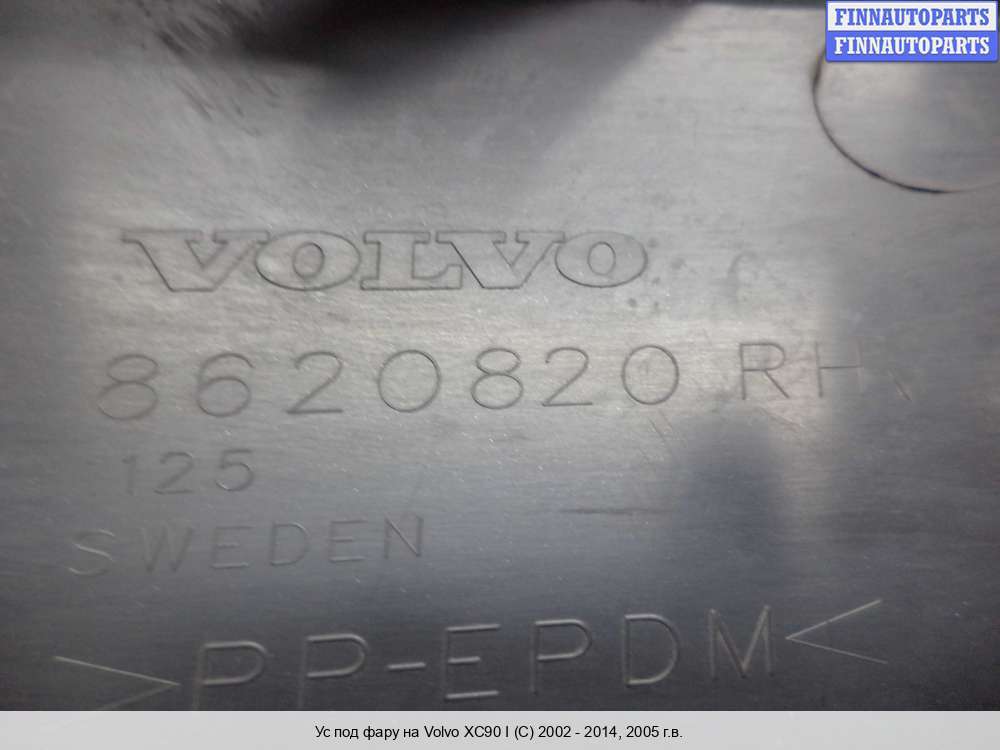 FINNAUTOPARTS
FINNAUTOPARTS
VOLVO
8620820 RH
125
SWEDEN
>PP-EPDM<
Ус под фару на Volvo XC90 I (C) 2002 - 2014, 2005 г.в.